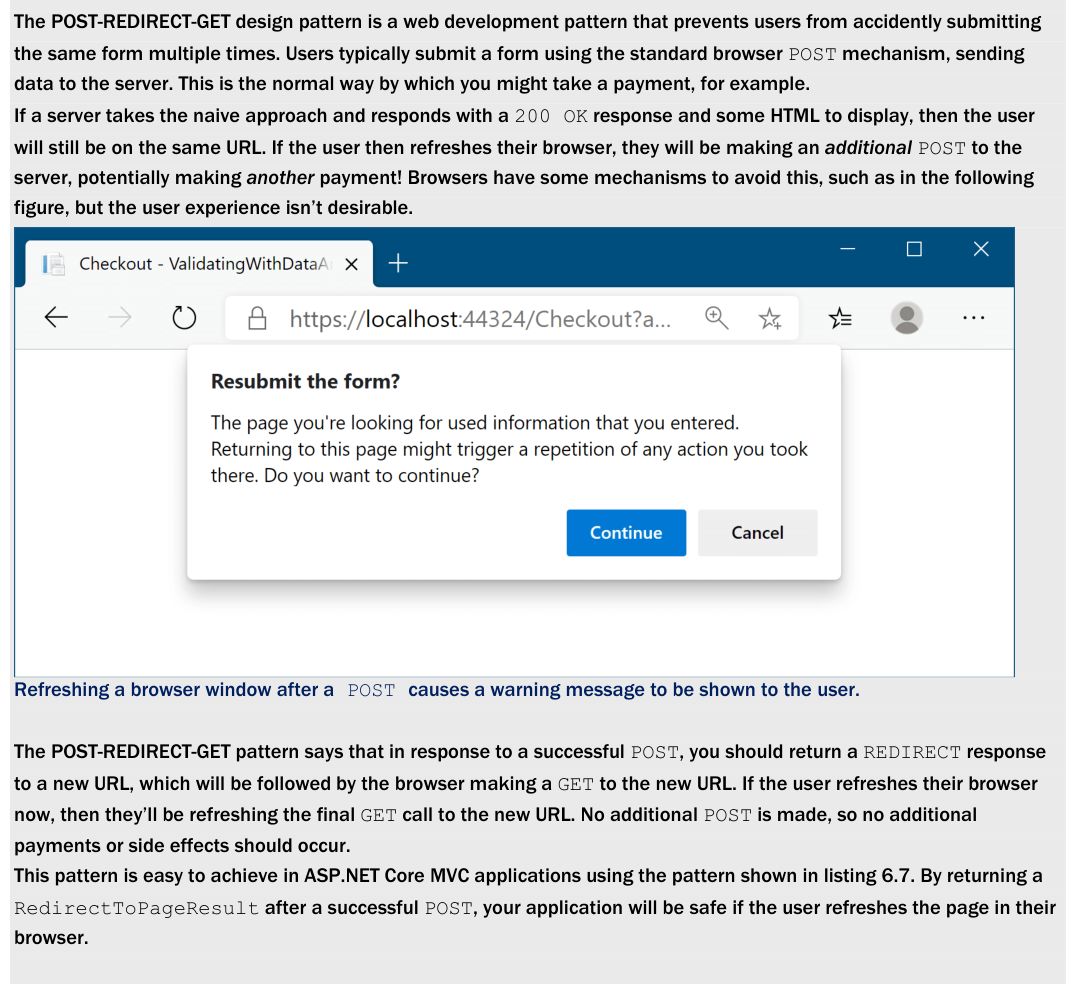 The POST-REDIRECT-GET design pattern is a web development pattern that prevents users from accidently submitting
the same form multiple times. Users typically submit a form using the standard browser POST mechanism, sending
data to the server. This is the normal way by which you might take a payment, for example.
If a server takes the naive approach and responds with a 200 OK response and some HTML to display, then the user
will still be on the same URL. If the user then refreshes their browser, they will be making an additional POST to the
server, potentially making another payment! Browsers have some mechanisms to avoid this, such as in the following
figure, but the user experience isn't desirable.
Checkout - ValidatingWithDataA
https://localhost:44324/Checkout?a...
Resubmit the form?
The page you're looking for used information that you entered.
Returning to this page might trigger a repetition of any action you took
there. Do you want to continue?
Continue Cancel
Refreshing a browser window after a POST causes a warning message to be shown to the user.
The POST-REDIRECT-GET pattern says that in response to a successful POST, you should return a REDIRECT response
to a new URL, which will be followed by the browser making a GET to the new URL. If the user refreshes their browser
now, then they'll be refreshing the final GET call to the new URL. No additional POST is made, so no additional
payments or side effects should occur.
This pattern is easy to achieve in ASP.NET Core MVC applications using the pattern shown in listing 6.7. By returning a
RedirectToPageResult after a successful POST, your application will be safe if the user refreshes the page in their
browser.